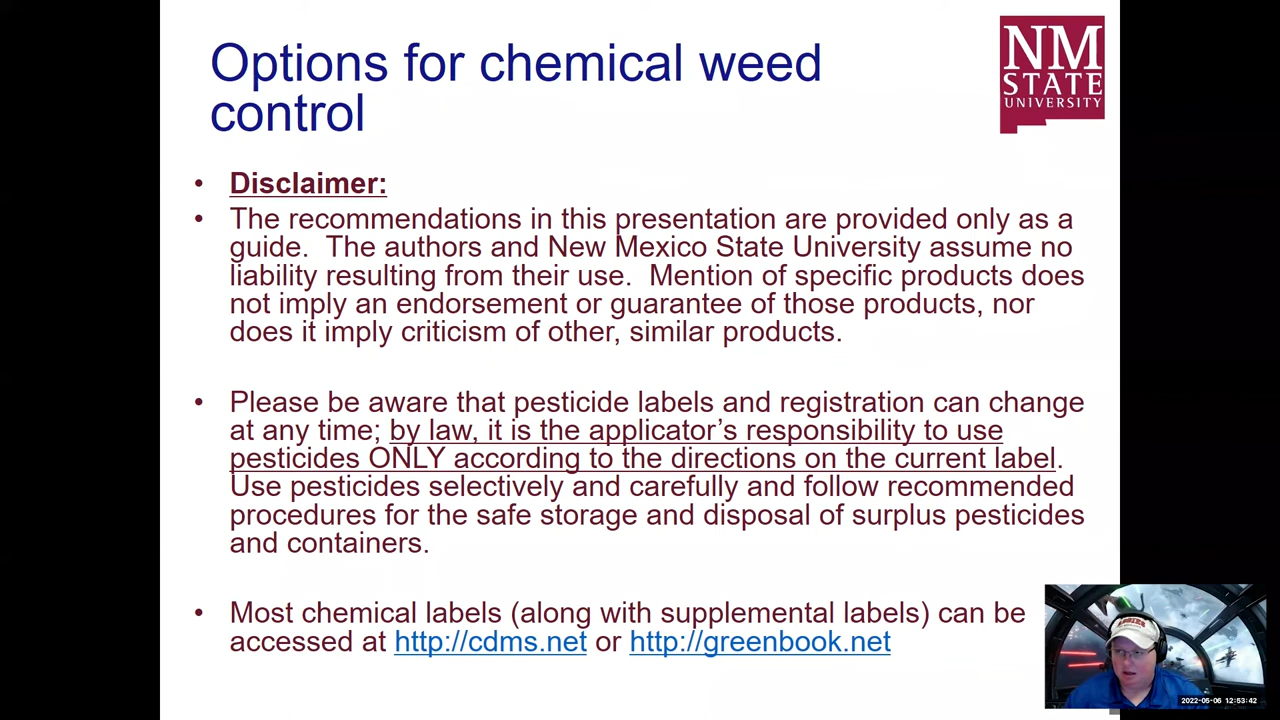 Options for chemical weed
control
NM
STATE
UNIVERSITY
• Disclaimer:
• The recommendations in this presentation are provided only as a
guide.  The authors and New Mexico State University assume no
liability resulting from their use.  Mention of specific products does
not imply an endorsement or guarantee of those products, nor
does it imply criticism of other, similar products.
• Please be aware that pesticide labels and registration can change
at any time; by law, it is the applicator’s responsibility to use
pesticides ONLY according to the directions on the current label.
Use pesticides selectively and carefully and follow recommended
procedures for the safe storage and disposal of surplus pesticides
and containers.
• Most chemical labels (along with supplemental labels) can be
accessed at http://cdms.net or http://greenbook.net
2022-05-06 12:53:42